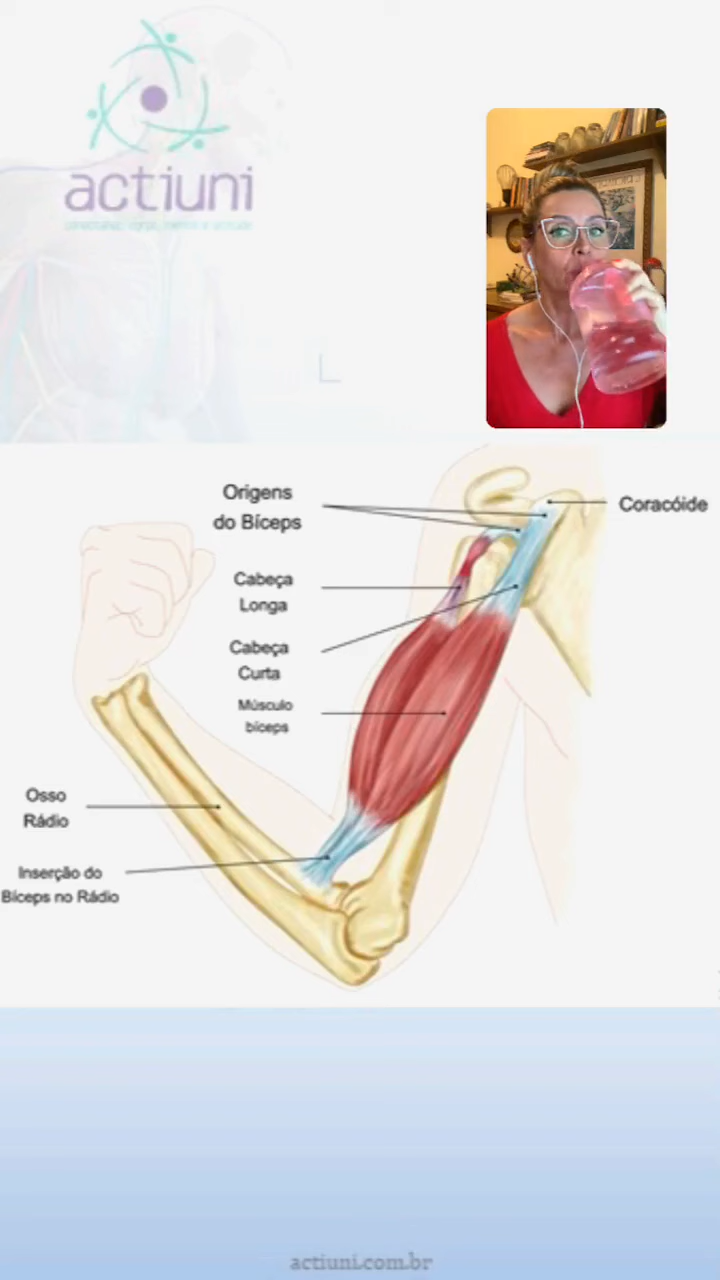 actiuni
Origens
do Bíceps
Coracóide
Cabeça
Longa
Cabeça
Curta
Músculo
bíceps
Osso
Rádio
Inserção do
Bíceps no Rádio
actiuni.com.br